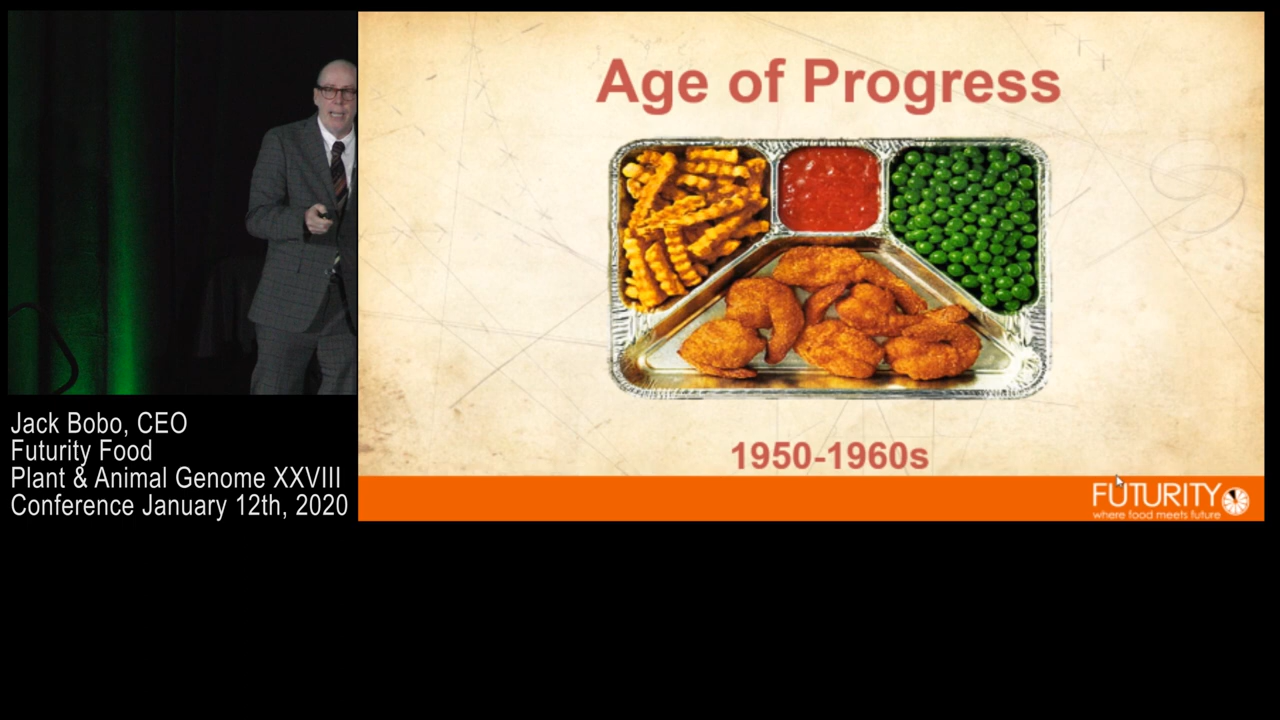 Age of Progress
1950-1960s
FUTURITY
where food meets future
Jack Bobo, CEO
Futurity Food
Plant & Animal Genome XXVIII
Conference January 12th, 2020